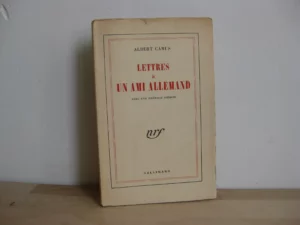 ALBERT CAMUS
LETTRES
à
UN AMI ALLEMAND
nrf
GALLIMARD